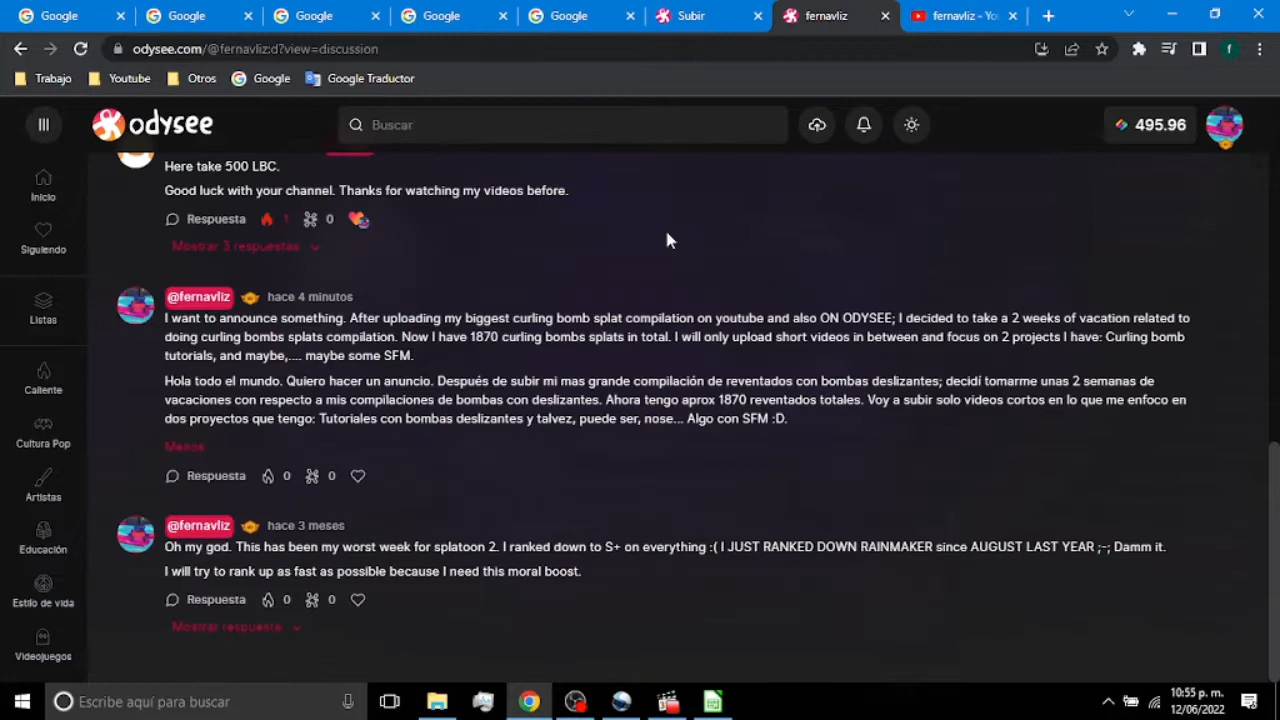 Google
Google
Google
Google
Google
Subir
fernavliz
fernavliz - Yo
odysee.com/@fernavliz:d?view=discussion
f
Trabajo
Youtube
Otros
Google
Google Traductor
odysee
Buscar
495.96
Inicio
Siguiendo
Listas
Caliente
Cultura Pop
Artistas
Educación
Estilo de vida
Videojuegos
Here take 500 LBC.
Good luck with your channel. Thanks for watching my videos before.
Respuesta 1 0
Mostrar 3 respuestas
@fernavliz hace 4 minutos
I want to announce something. After uploading my biggest curling bomb splat compilation on youtube and also ON ODYSEE; I decided to take a 2 weeks of vacation related to
doing curling bombs splats compilation. Now I have 1870 curling bombs splats in total. I will only upload short videos in between and focus on 2 projects I have: Curling bomb
tutorials, and maybe,.... maybe some SFM.
Hola todo el mundo. Quiero hacer un anuncio. Después de subir mi mas grande compilación de reventados con bombas deslizantes; decidí tomarme unas 2 semanas de
vacaciones con respecto a mis compilaciones de bombas con deslizantes. Ahora tengo aprox 1870 reventados totales. Voy a subir solo videos cortos en lo que me enfoco en
dos proyectos que tengo: Tutoriales con bombas deslizantes y talvez, puede ser, nose... Algo con SFM :D.
Menos
Respuesta 0 0
@fernavliz hace 3 meses
Oh my god. This has been my worst week for splatoon 2. I ranked down to S+ on everything :( I JUST RANKED DOWN RAINMAKER since AUGUST LAST YEAR ;-; Damm it.
I will try to rank up as fast as possible because I need this moral boost.
Respuesta 0 0
Mostrar respuesta
Escribe aquí para buscar
10:55 p. m.
12/06/2022